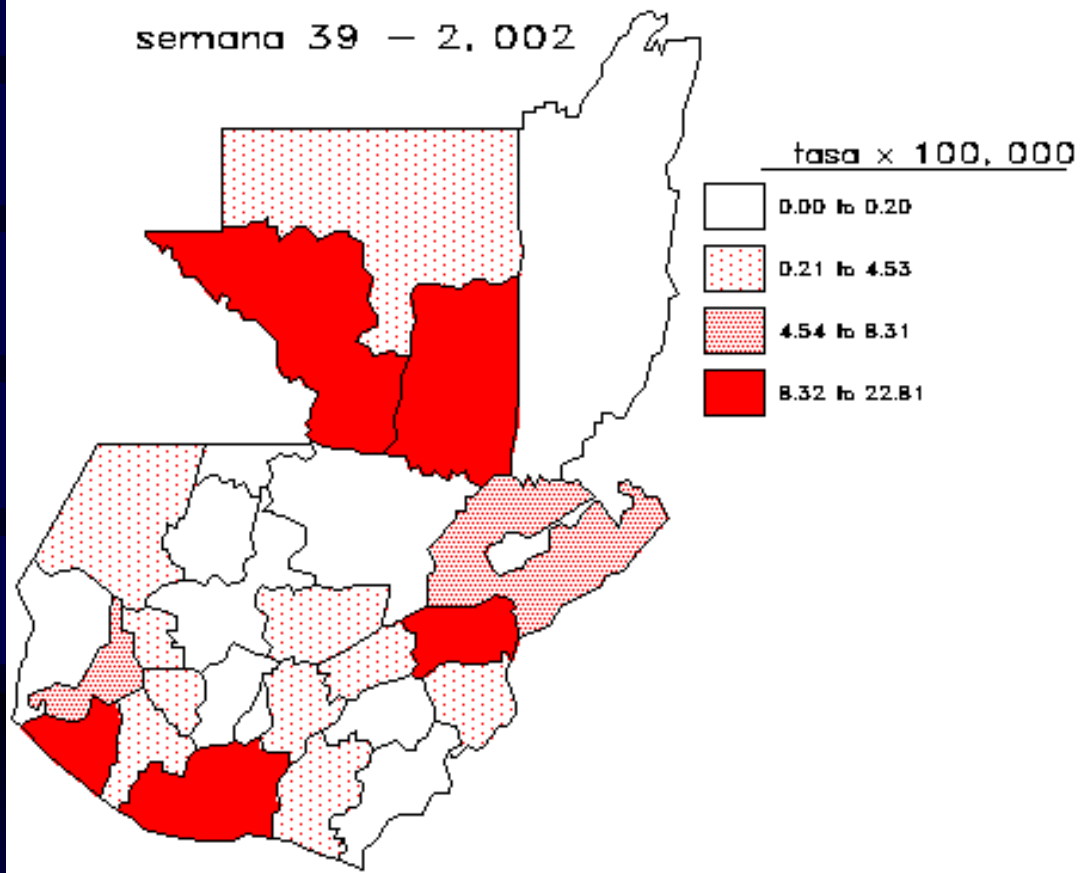 semana 39 - 2,002
tasa x 100,000
0.00 to 0.20
0.21 to 4.53
4.54 to 8.31
8.32 to 22.81